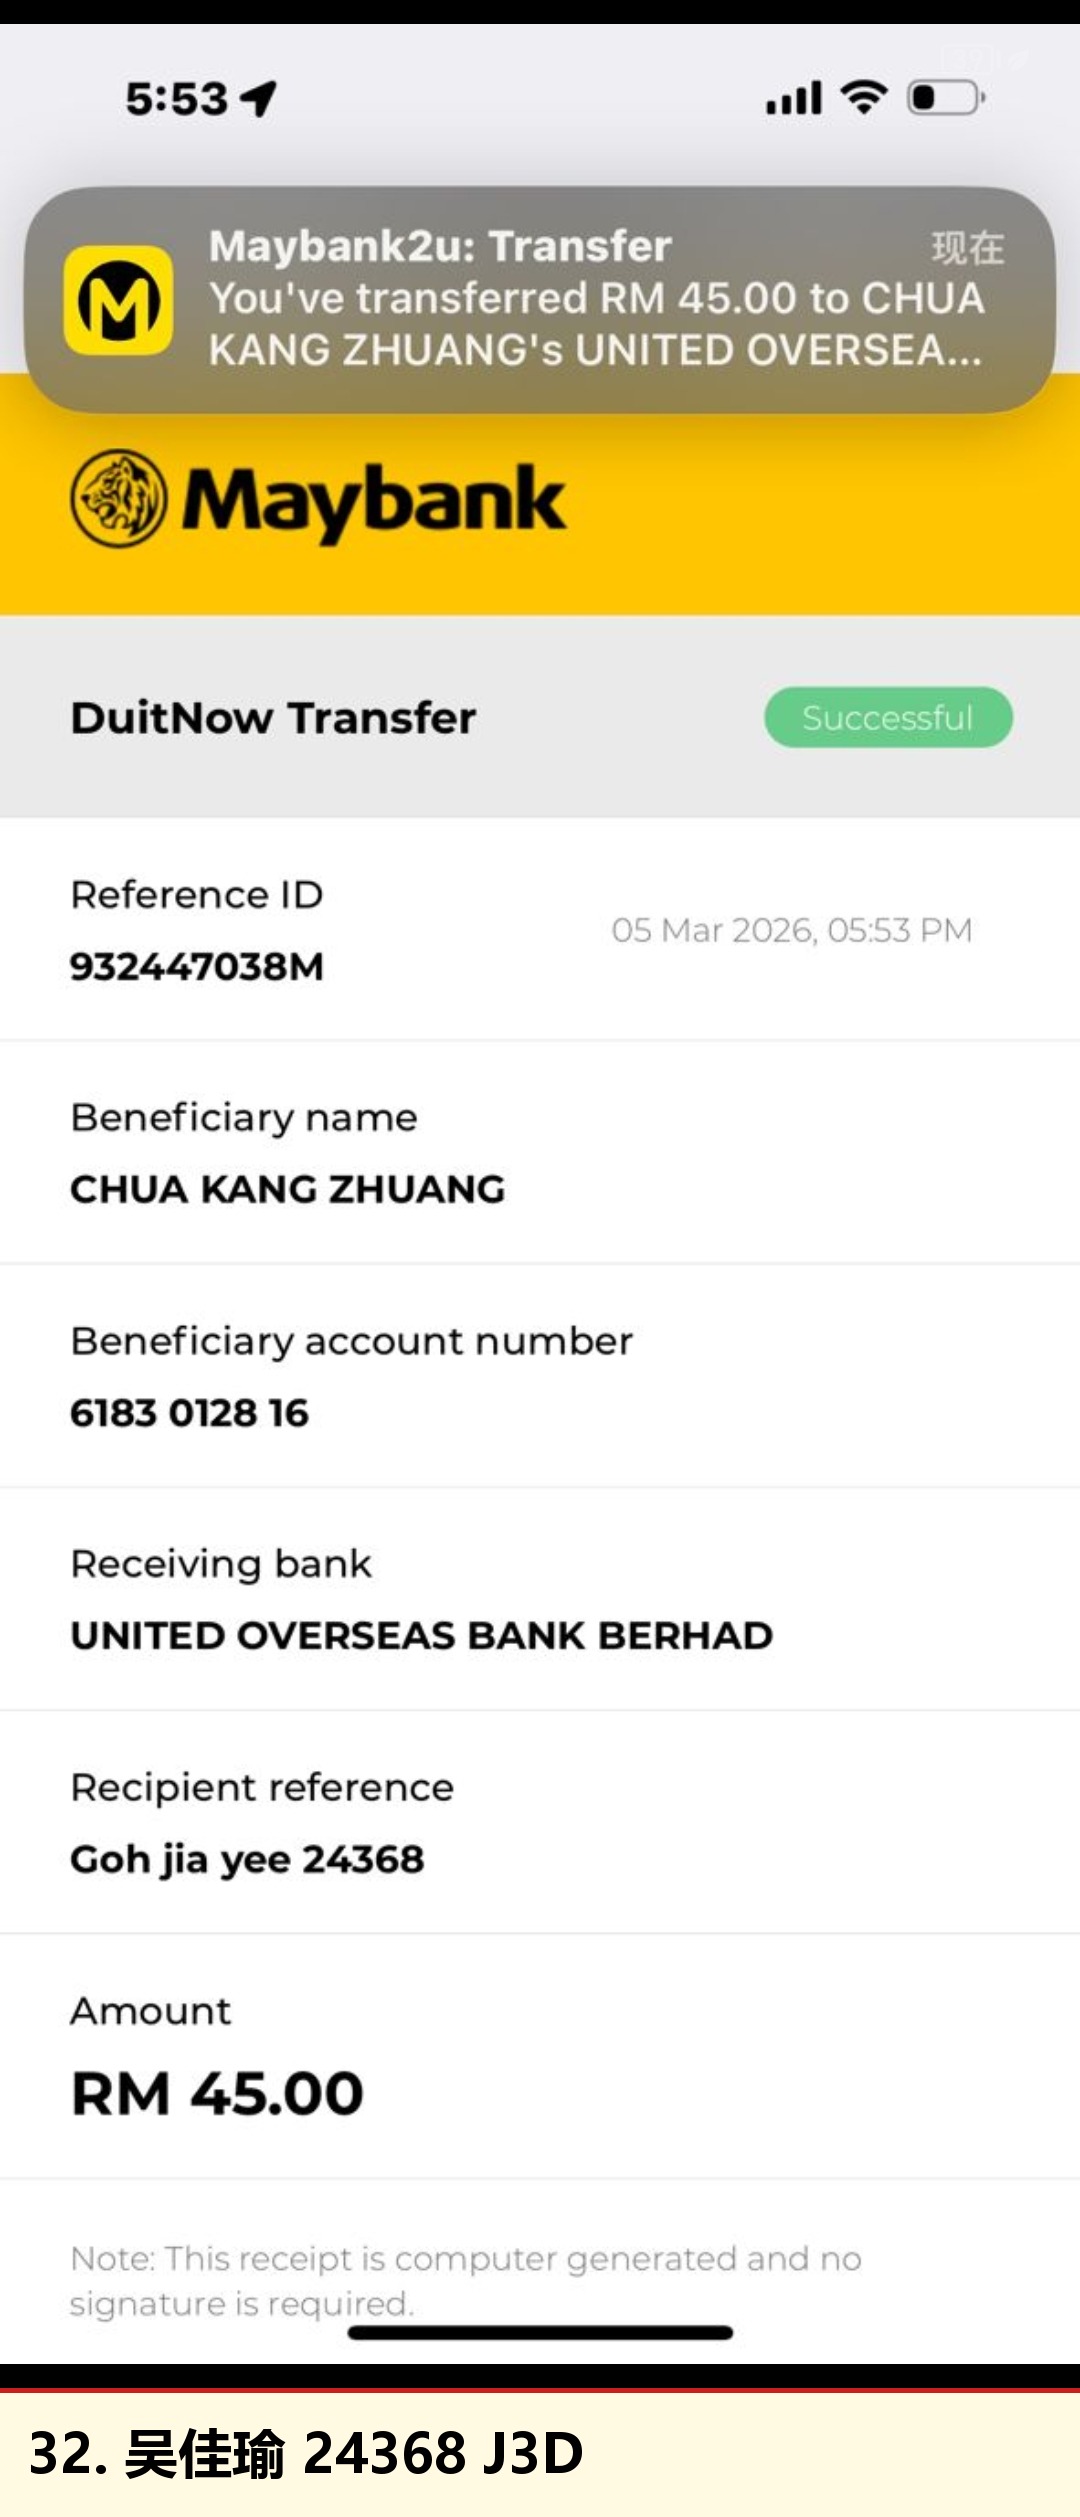 5:53
Maybank2u: Transfer 现在
You've transferred RM 45.00 to CHUA
KANG ZHUANG's UNITED OVERSEA...
Maybank
DuitNow Transfer
Successful
Reference ID
05 Mar 2026, 05:53 PM
932447038M
Beneficiary name
CHUA KANG ZHUANG
Beneficiary account number
6183 0128 16
Receiving bank
UNITED OVERSEAS BANK BERHAD
Recipient reference
Goh jia yee 24368
Amount
RM 45.00
Note: This receipt is computer generated and no
signature is required.
32. 吴佳瑜 24368 J3D